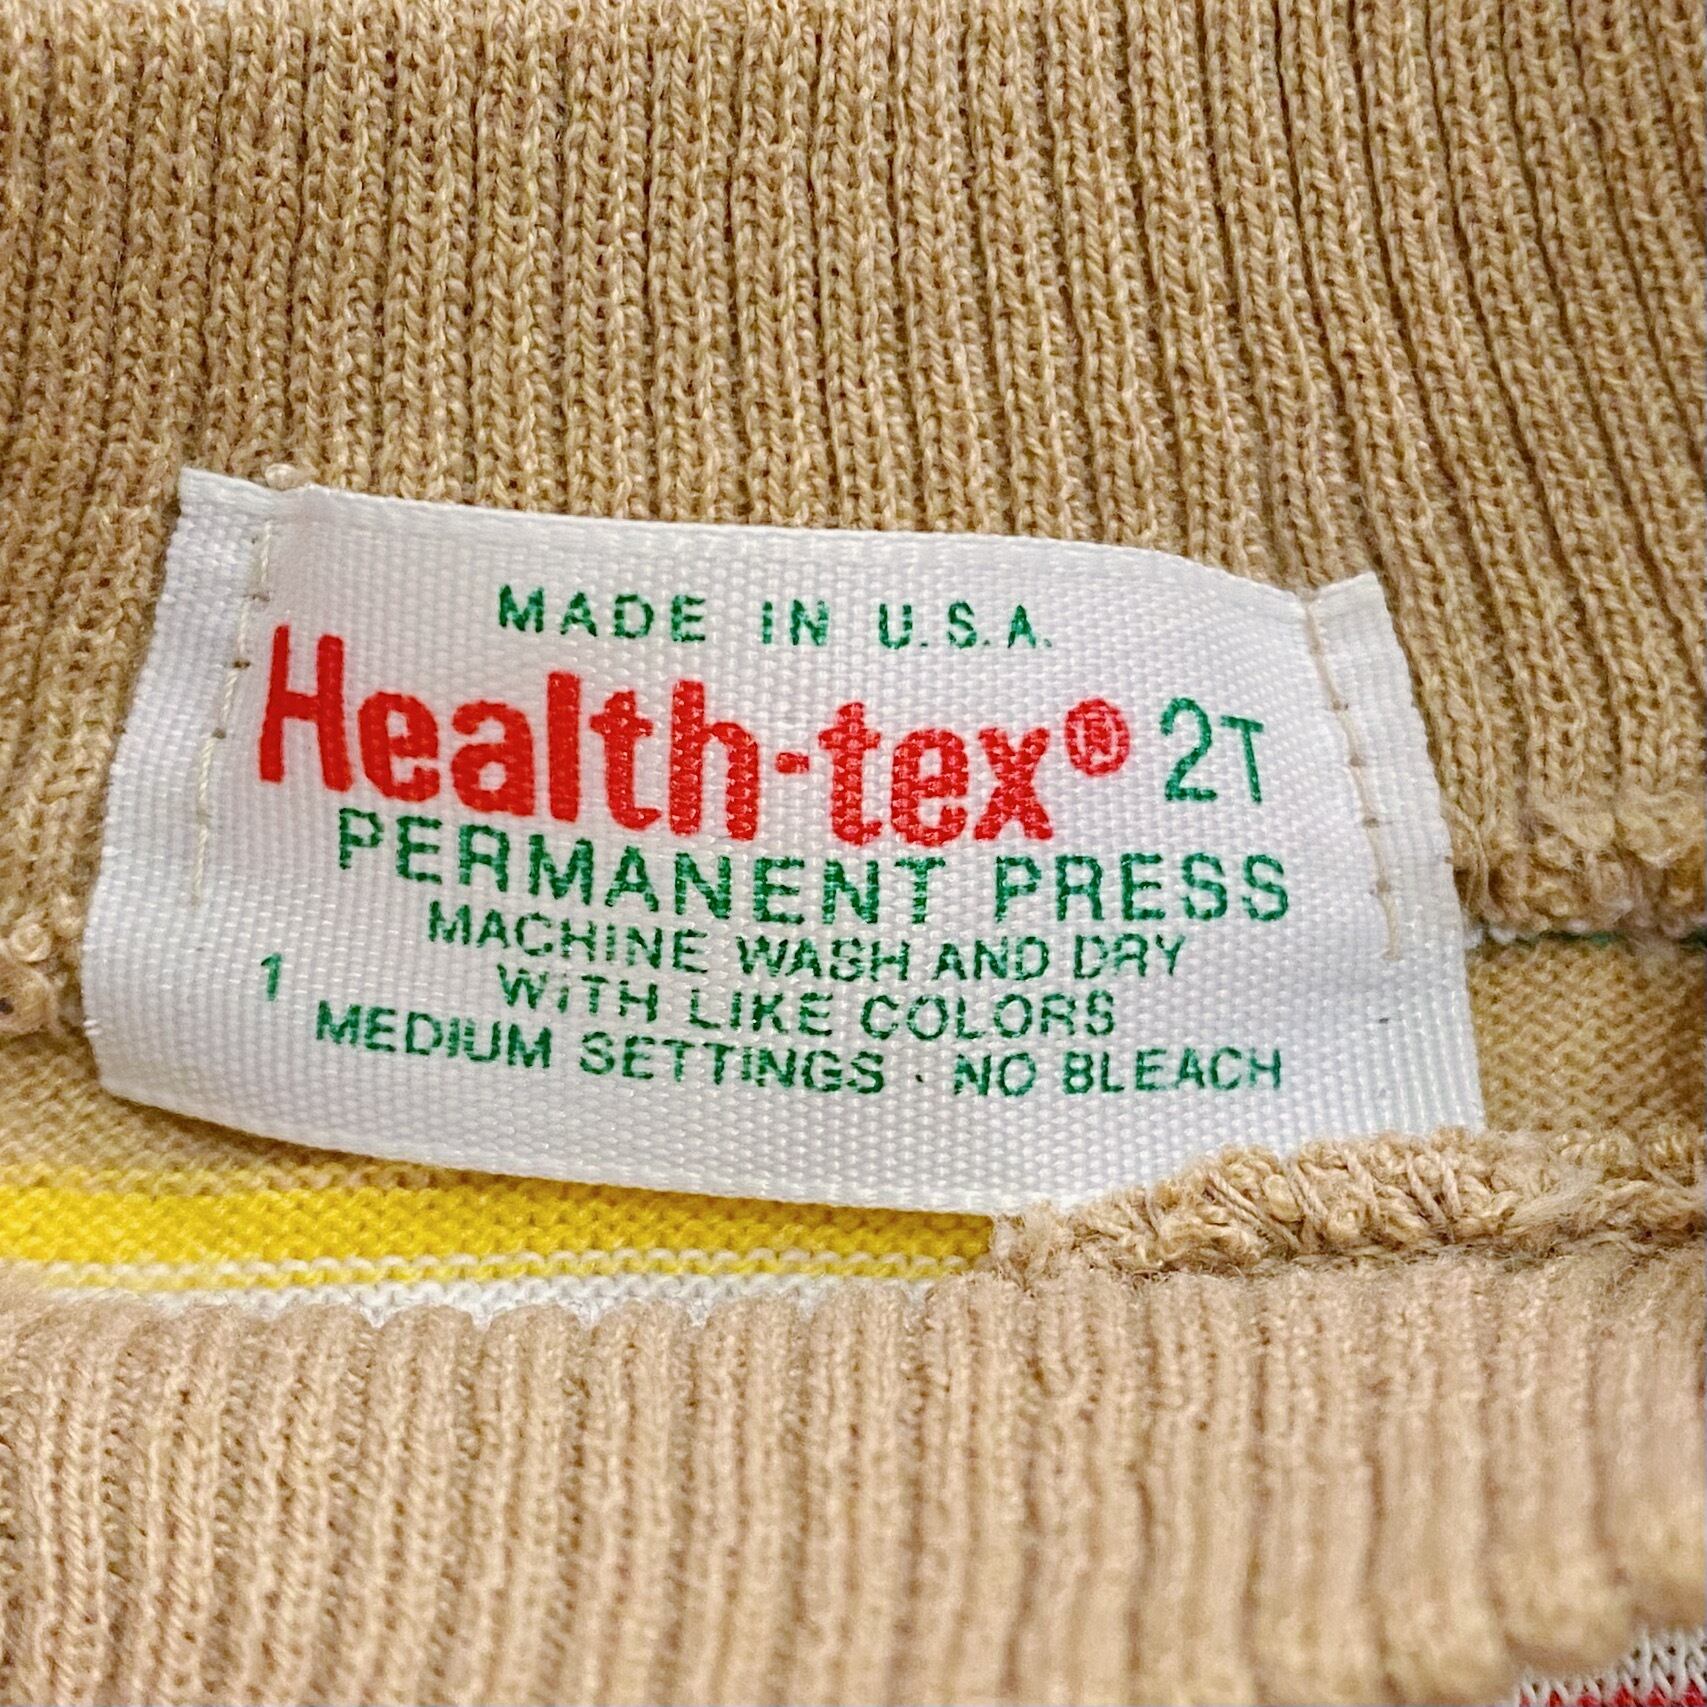 MADE IN U.S.A.
Health-tex® 2T
PERMANENT PRESS
MACHINE WASH AND DRY
WITH LIKE COLORS
1 MEDIUM SETTINGS · NO BLEACH